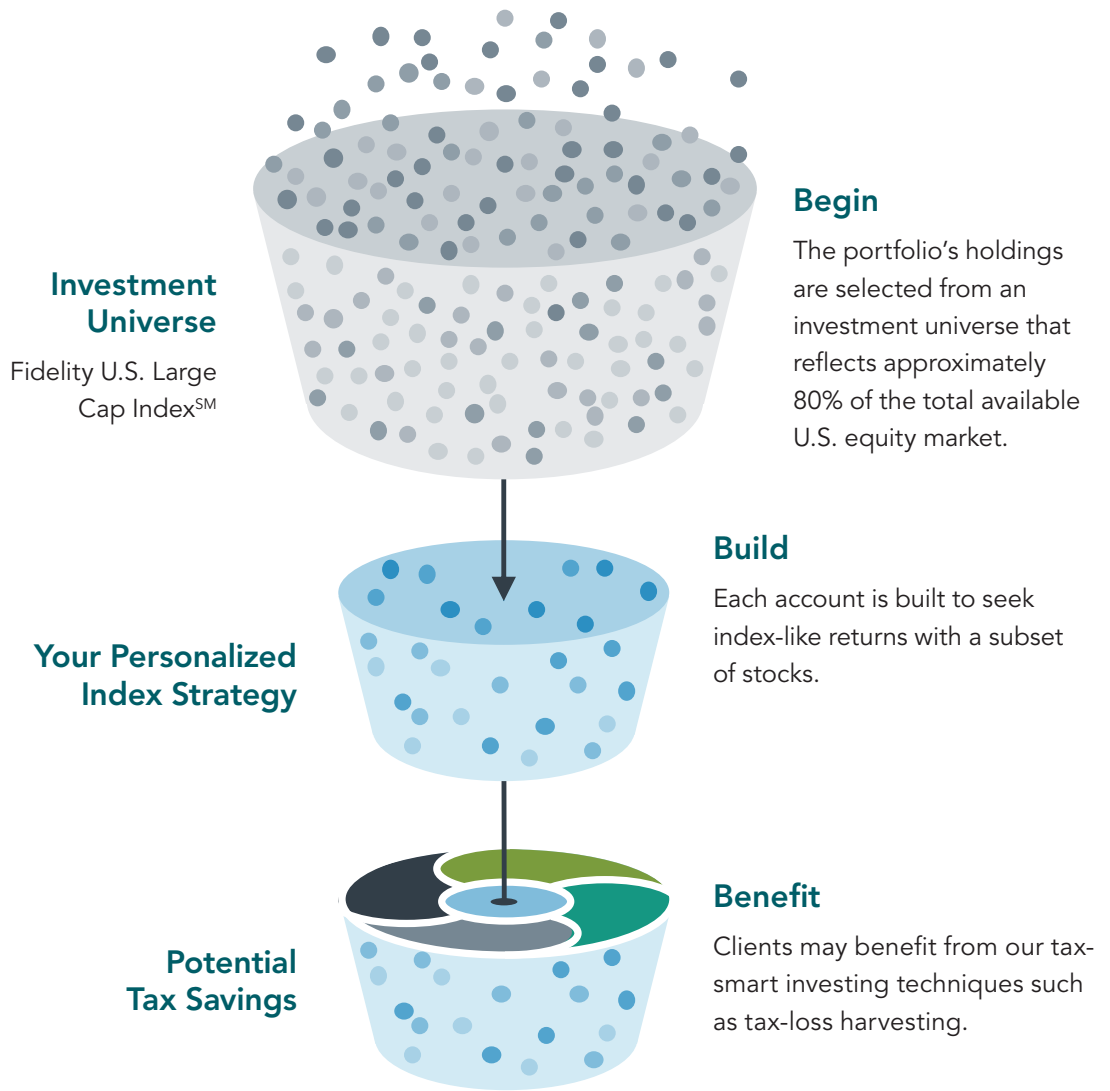 Investment
Universe
Fidelity U.S. Large
Cap Index℠
Begin
The portfolio’s holdings
are selected from an
investment universe that
reflects approximately
80% of the total available
U.S. equity market.
Your Personalized
Index Strategy
Build
Each account is built to seek
index-like returns with a subset
of stocks.
Potential
Tax Savings
Benefit
Clients may benefit from our tax-
smart investing techniques such
as tax-loss harvesting.